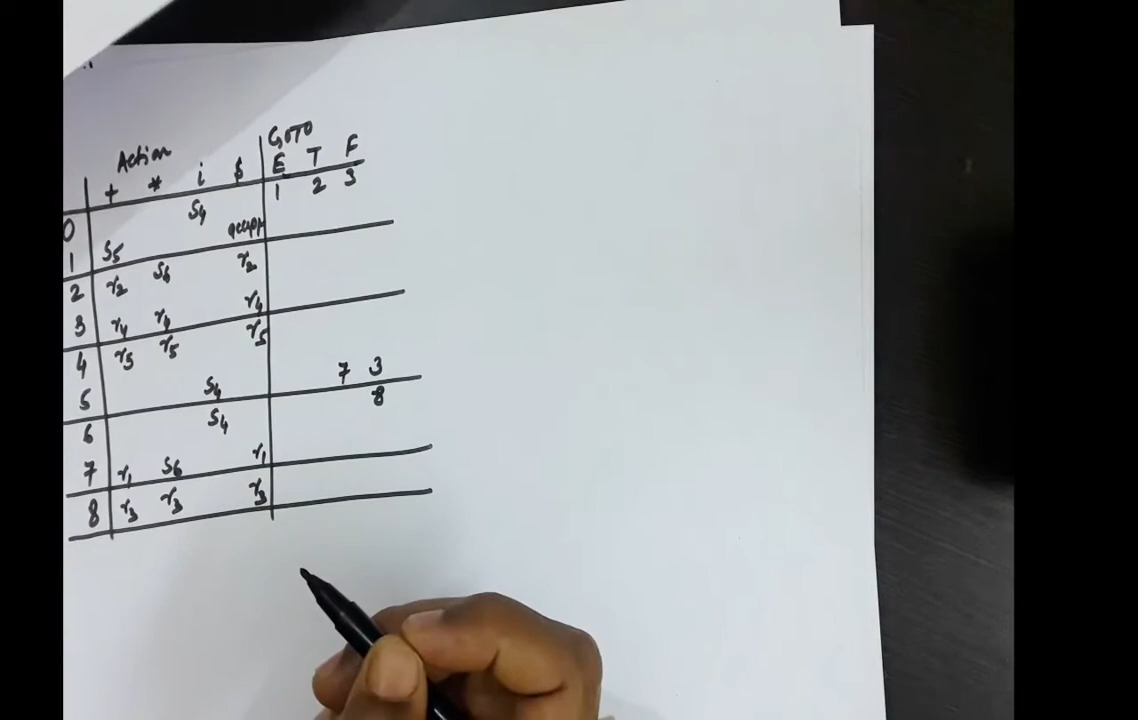 Action GOTO
+ * i $ E T F
0 S4 1 2 3
1 S5 accept
2 r2 S6 r2
3 r4 r4 r4
4 r5 r5 r5
5 S4 7 3
6 S4 8
7 r1 S6 r1
8 r3 r3 r3